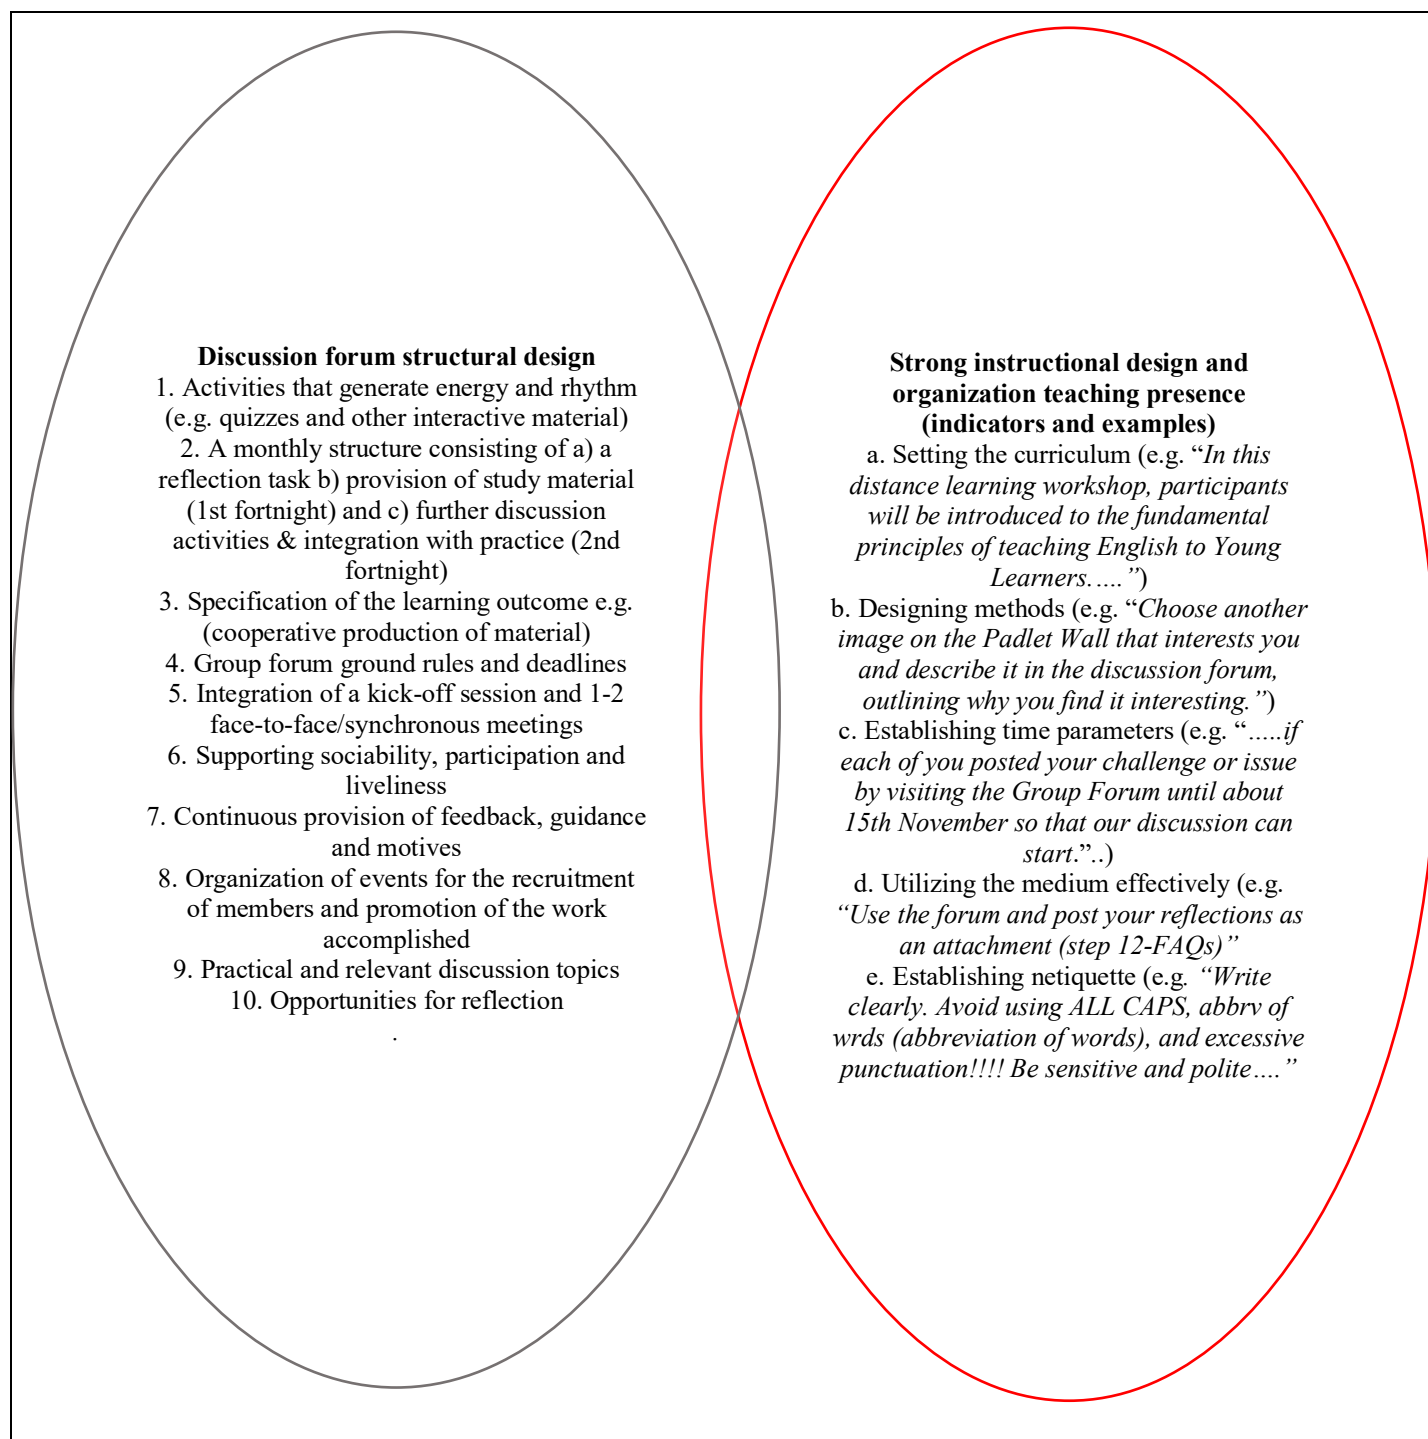 Discussion forum structural design
1. Activities that generate energy and rhythm
(e.g. quizzes and other interactive material)
2. A monthly structure consisting of a) a
reflection task b) provision of study material
(1st fortnight) and c) further discussion
activities & integration with practice (2nd
fortnight)
3. Specification of the learning outcome e.g.
(cooperative production of material)
4. Group forum ground rules and deadlines
5. Integration of a kick-off session and 1-2
face-to-face/synchronous meetings
6. Supporting sociability, participation and
liveliness
7. Continuous provision of feedback, guidance
and motives
8. Organization of events for the recruitment
of members and promotion of the work
accomplished
9. Practical and relevant discussion topics
10. Opportunities for reflection
.
Strong instructional design and
organization teaching presence
(indicators and examples)
a. Setting the curriculum (e.g. “In this
distance learning workshop, participants
will be introduced to the fundamental
principles of teaching English to Young
Learners.….”)
b. Designing methods (e.g. “Choose another
image on the Padlet Wall that interests you
and describe it in the discussion forum,
outlining why you find it interesting.”)
c. Establishing time parameters (e.g. “…..if
each of you posted your challenge or issue
by visiting the Group Forum until about
15th November so that our discussion can
start.”..)
d. Utilizing the medium effectively (e.g.
“Use the forum and post your reflections as
an attachment (step 12-FAQs)”
e. Establishing netiquette (e.g. “Write
clearly. Avoid using ALL CAPS, abbrv of
wrds (abbreviation of words), and excessive
punctuation!!!! Be sensitive and polite….”